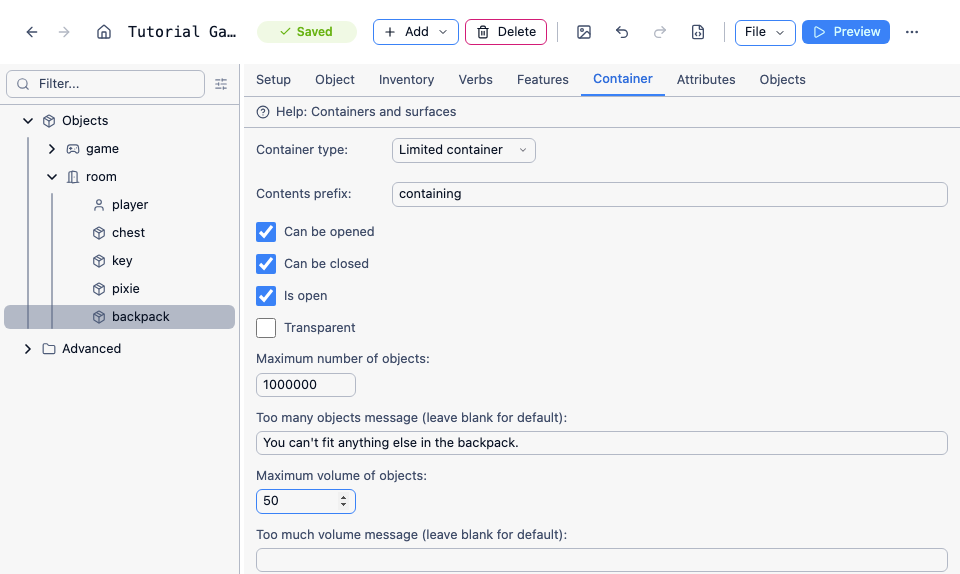 Tutorial Ga…
Saved
Add
Delete
File
Preview
Filter...
Setup
Object
Inventory
Verbs
Features
Container
Attributes
Objects
Help: Containers and surfaces
Objects
game
room
player
chest
key
pixie
backpack
Advanced
Container type:
Limited container
Contents prefix:
containing
Can be opened
Can be closed
Is open
Transparent
Maximum number of objects:
1000000
Too many objects message (leave blank for default):
You can't fit anything else in the backpack.
Maximum volume of objects:
50
Too much volume message (leave blank for default):